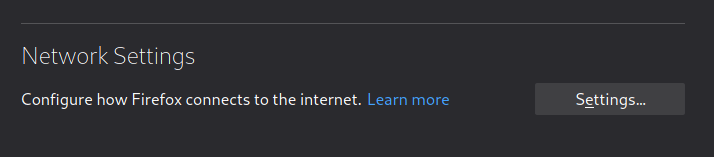 Network Settings
Configure how Firefox connects to the internet. Learn more Settings...